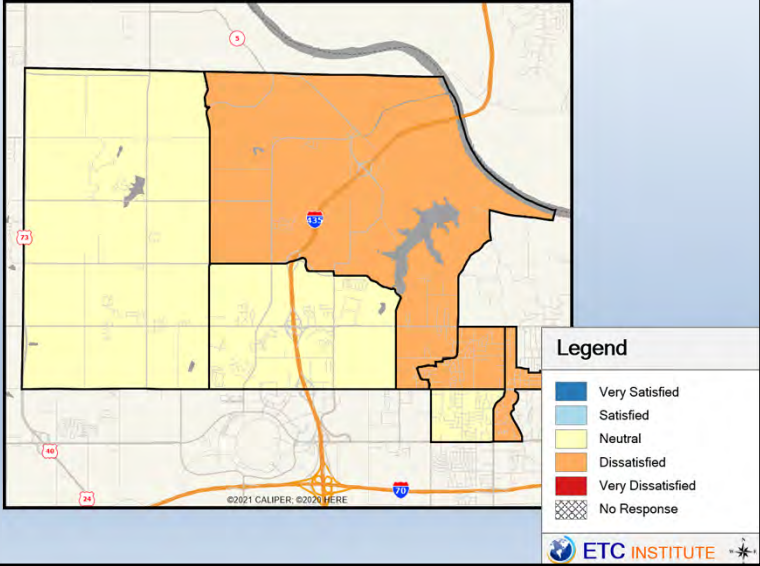 5
435
73
40
24
70
©2021 CALIPER; ©2020 HERE
Legend
Very Satisfied
Satisfied
Neutral
Dissatisfied
Very Dissatisfied
No Response
ETC INSTITUTE